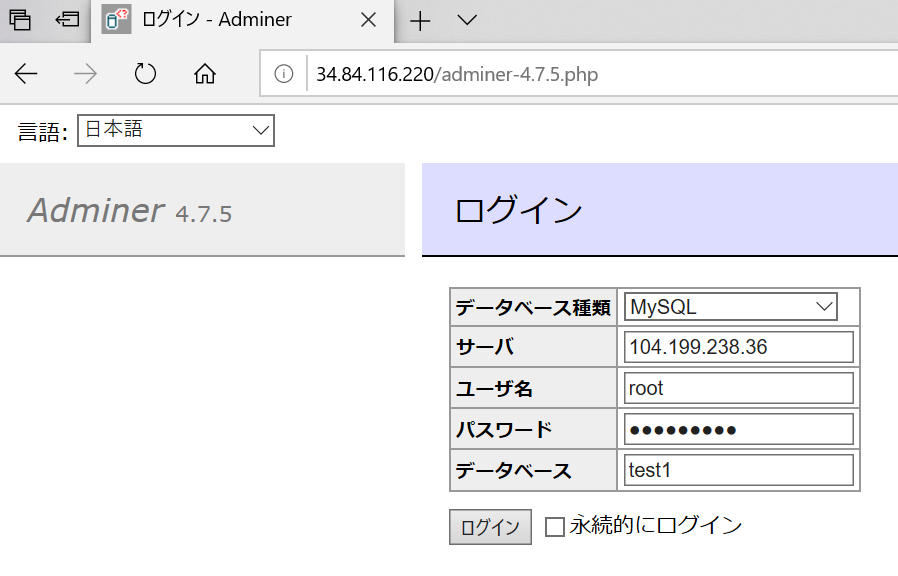 ログイン - Adminer
34.84.116.220/adminer-4.7.5.php
言語: 日本語
Adminer 4.7.5
ログイン
データベース種類 MySQL
サーバ 104.199.238.36
ユーザ名 root
パスワード ●●●●●●●●●
データベース test1
ログイン 永続的にログイン